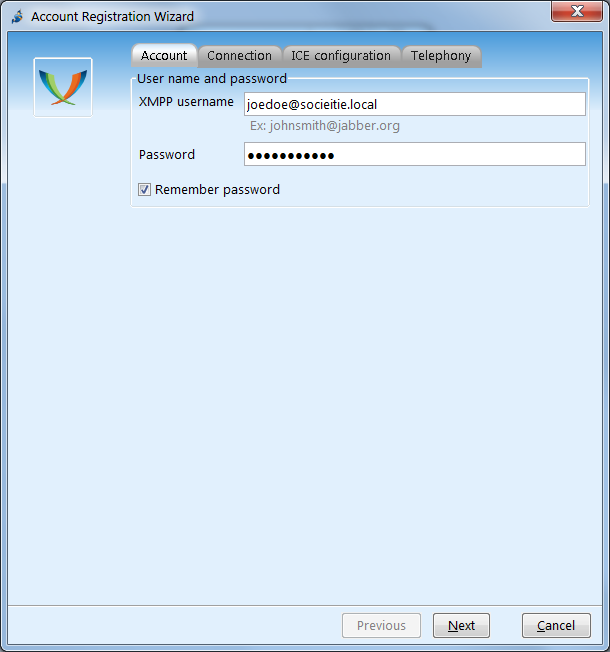 Account Registration Wizard
Account Connection ICE configuration Telephony
User name and password
XMPP username joedoe@socieitie.local
Ex: johnsmith@jabber.org
Password ●●●●●●●●●●●
Remember password
Previous Next Cancel